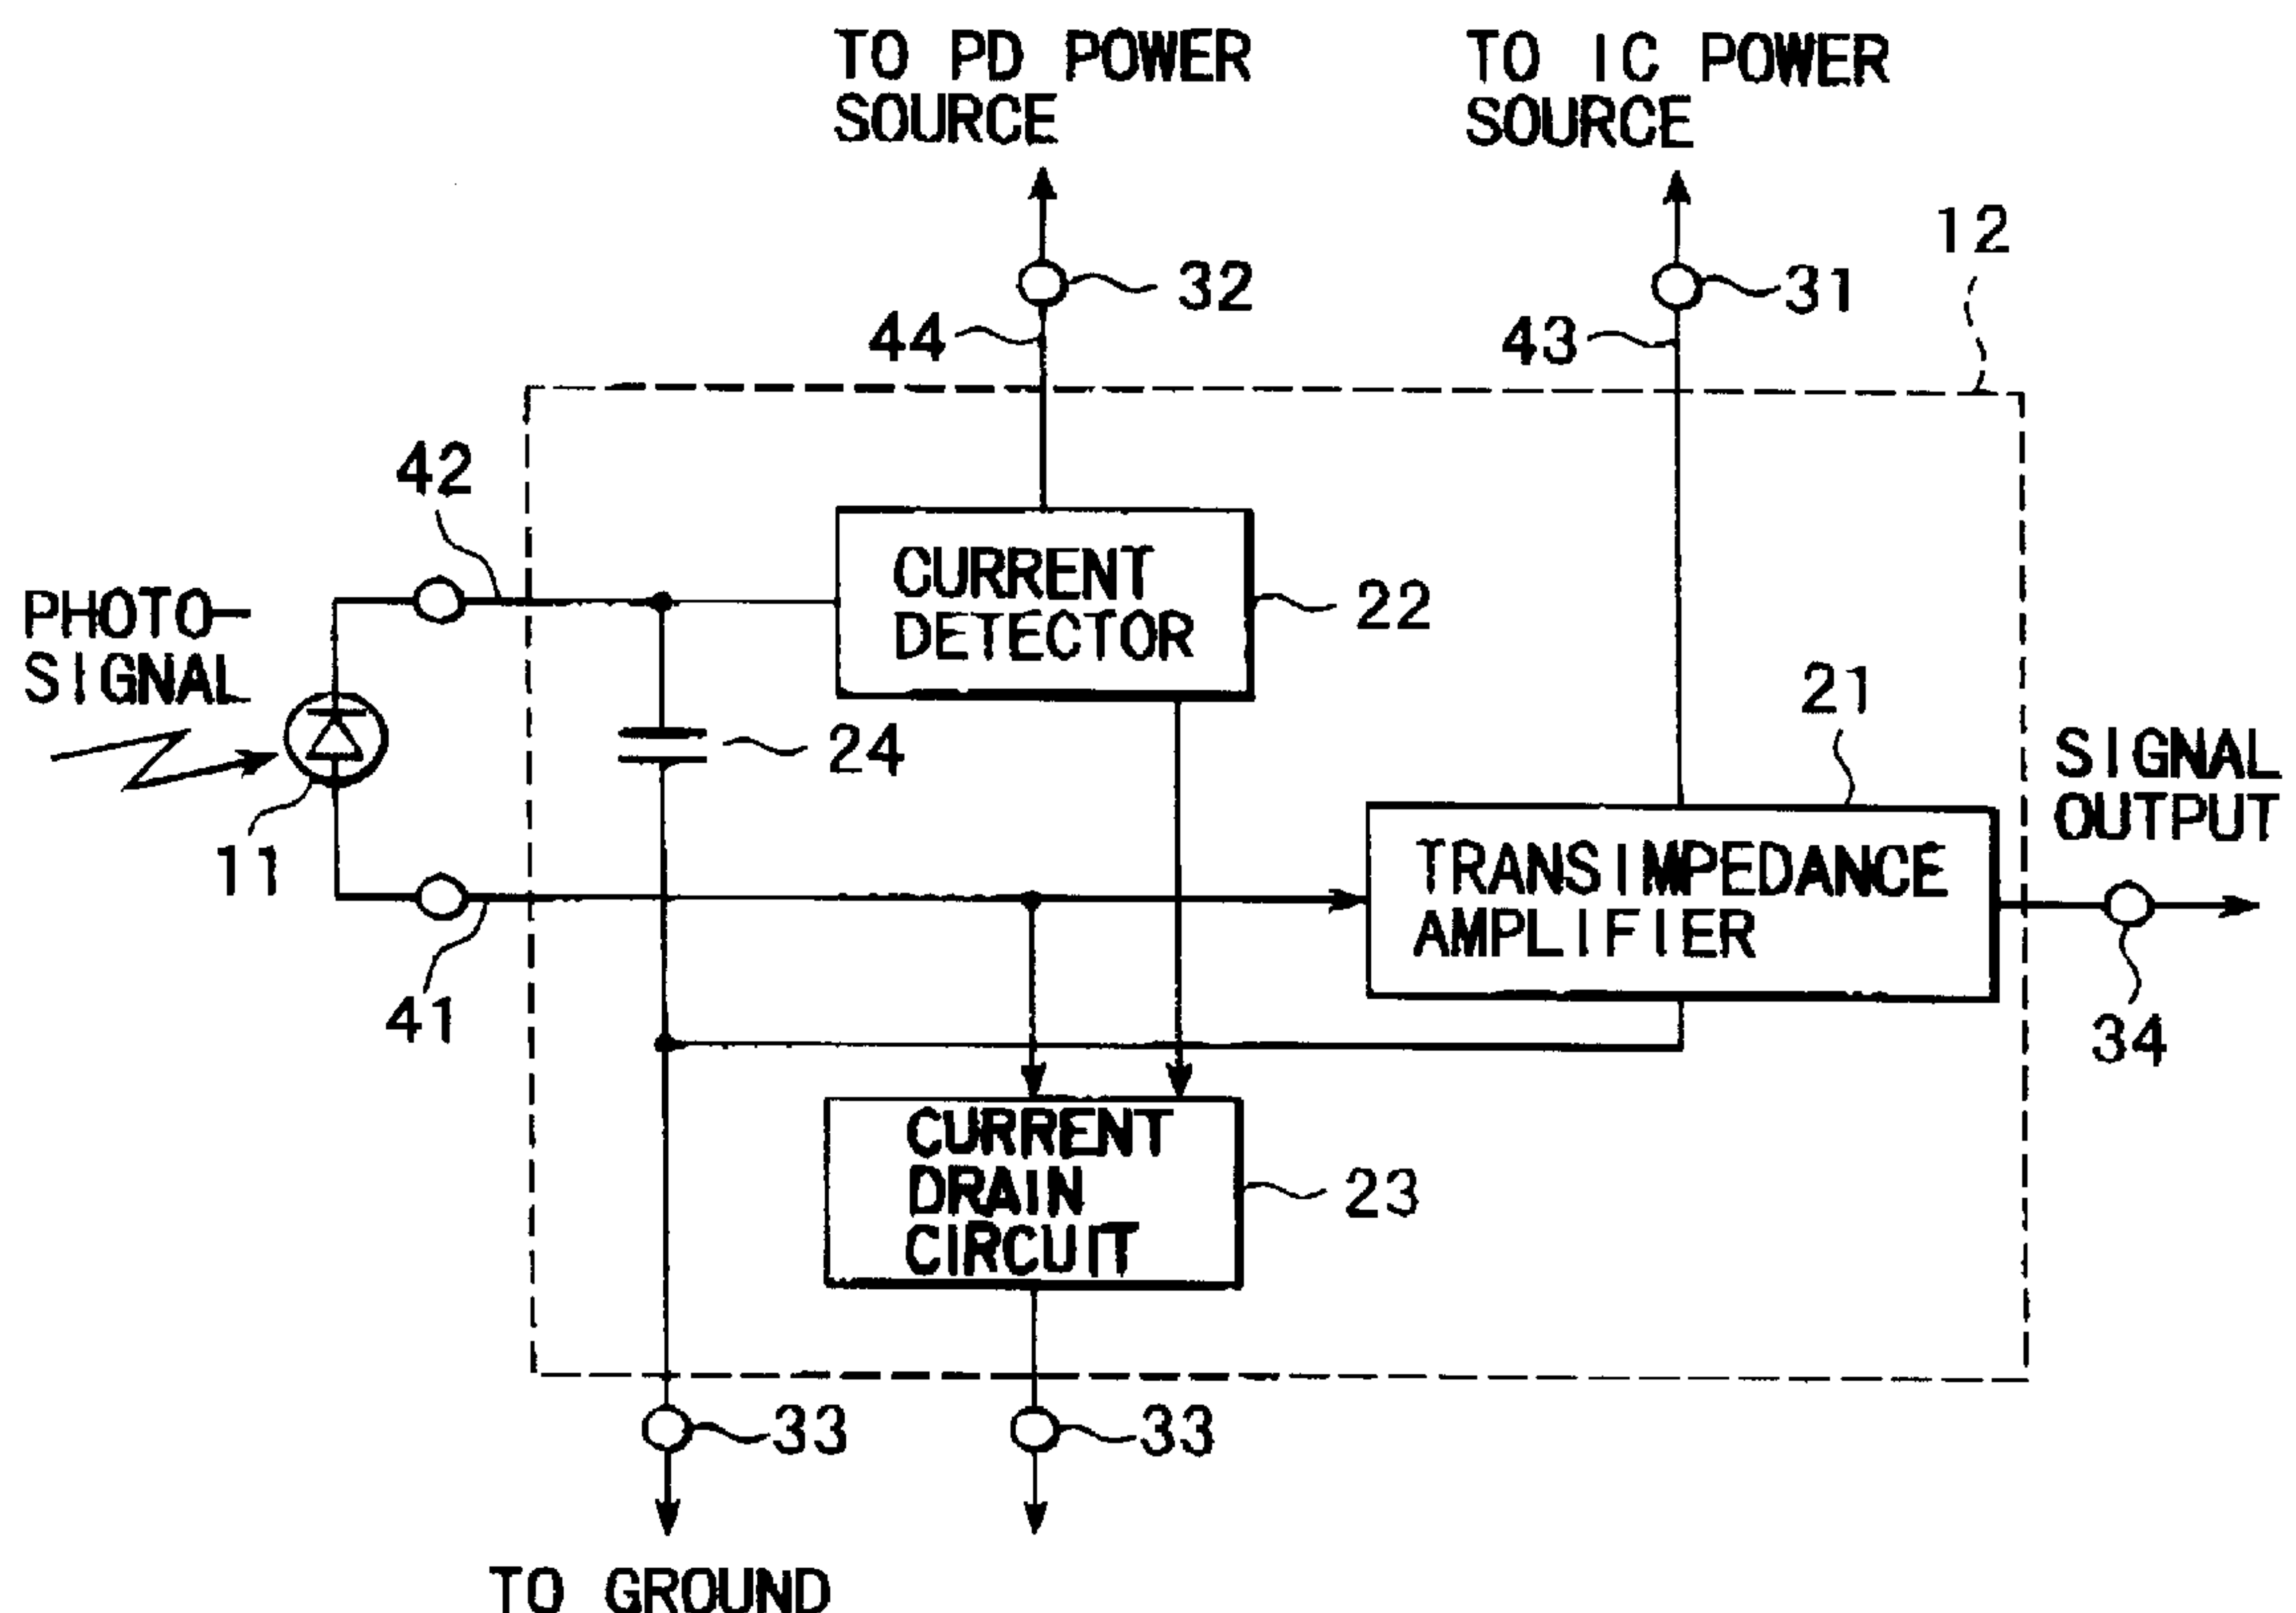 TO PD POWER
SOURCE
TO IC POWER
SOURCE
12
32
31
44
43
42
CURRENT
DETECTOR
22
PHOTO-
SIGNAL
21
24
SIGNAL
OUTPUT
11
TRANSIMPEDANCE
AMPLIFIER
41
34
CURRENT
DRAIN
CIRCUIT
23
33
33
TO GROUND